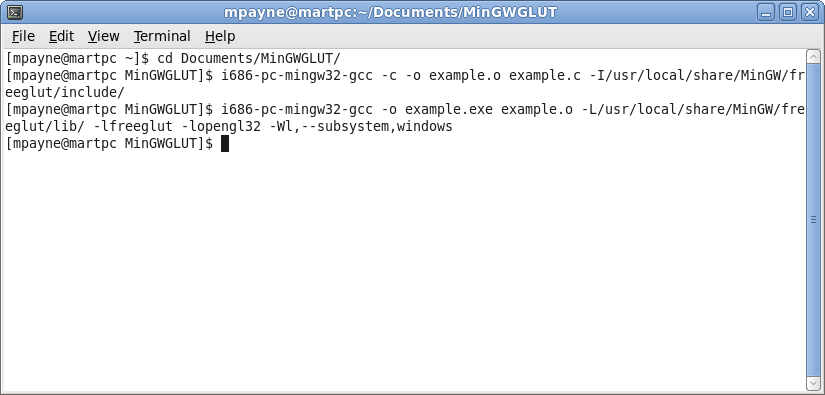 mpayne@martpc:~/Documents/MinGWGLUT
File Edit View Terminal Help
[mpayne@martpc ~]$ cd Documents/MinGWGLUT/
[mpayne@martpc MinGWGLUT]$ i686-pc-mingw32-gcc -c -o example.o example.c -I/usr/local/share/MinGW/fr
eeglut/include/
[mpayne@martpc MinGWGLUT]$ i686-pc-mingw32-gcc -o example.exe example.o -L/usr/local/share/MinGW/fre
eglut/lib/ -lfreeglut -lopengl32 -Wl,--subsystem,windows
[mpayne@martpc MinGWGLUT]$